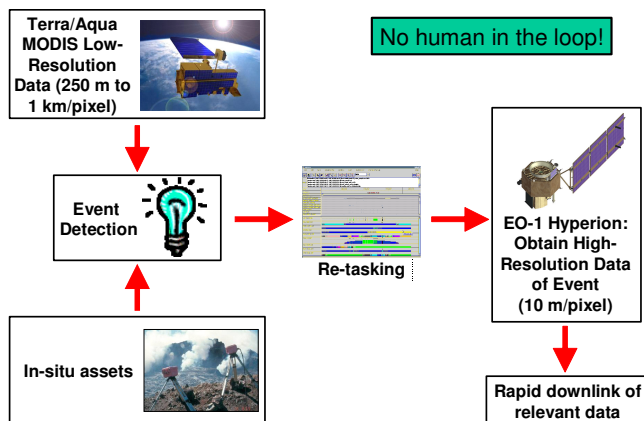 Terra/Aqua
MODIS Low-
Resolution
Data (250 m to
1 km/pixel)
No human in the loop!
Event
Detection
Re-tasking
EO-1 Hyperion:
Obtain High-
Resolution Data
of Event
(10 m/pixel)
In-situ assets
Rapid downlink of
relevant data